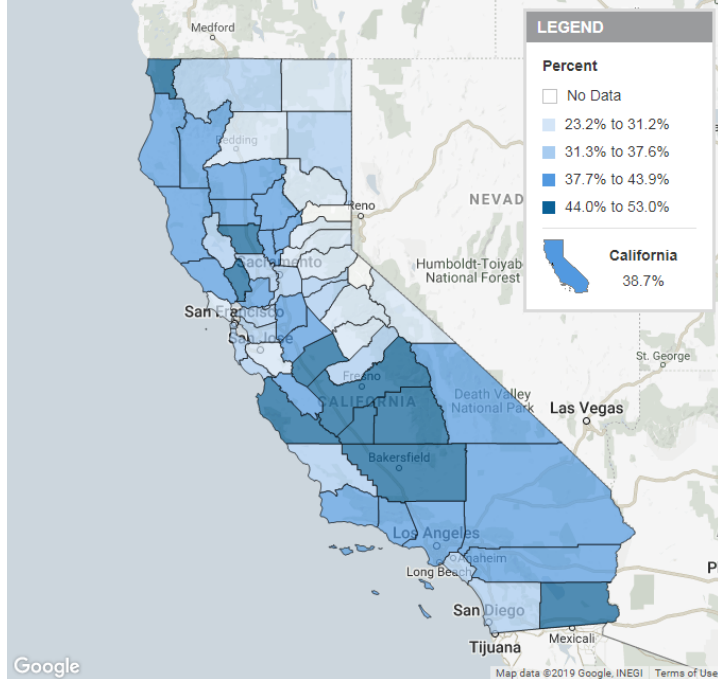 Medford
LEGEND
Percent
No Data
23.2% to 31.2%
31.3% to 37.6%
37.7% to 43.9%
44.0% to 53.0%
California
38.7%
Redding
Reno
NEVAD
Sacramento
Humboldt-Toiyab
National Forest
San Francisco
San Jose
St. George
Fresno
CALIFORNIA
Death Valley
National Park
Las Vegas
Bakersfield
Los Angeles
Anaheim
Long Beach
San Diego
Tijuana
Mexicali
Google
Map data ©2019 Google, INEGI
Terms of Use